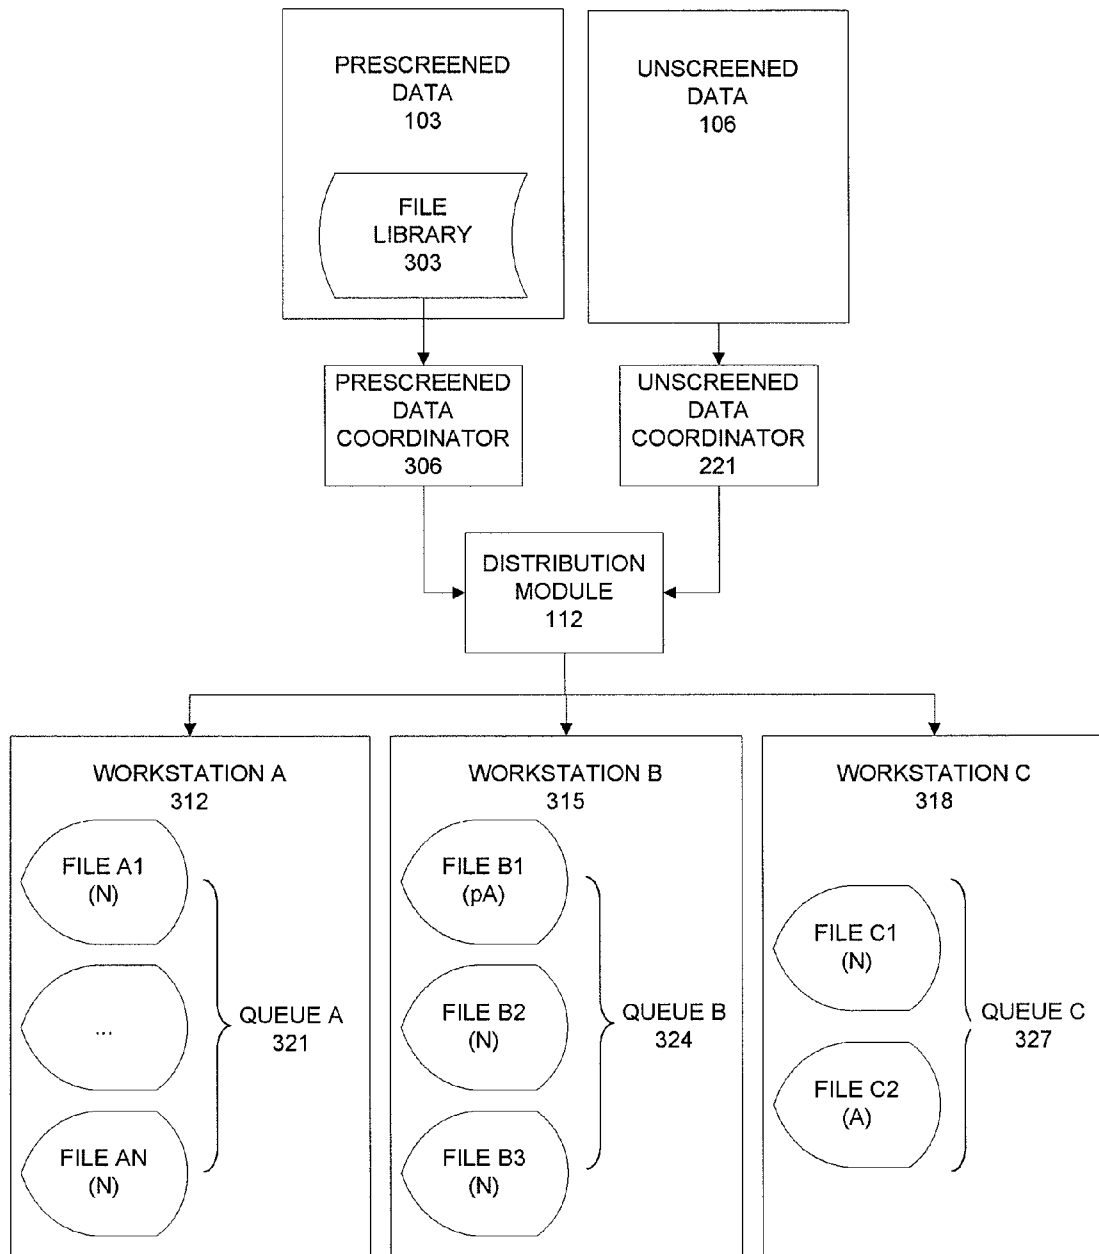 PRESCREENED
DATA
103
UNSCREENED
DATA
106
FILE
LIBRARY
303
PRESCREENED
DATA
COORDINATOR
306
UNSCREENED
DATA
COORDINATOR
221
DISTRIBUTION
MODULE
112
WORKSTATION A
312
FILE A1
(N)
...
FILE AN
(N)
QUEUE A
321
WORKSTATION B
315
FILE B1
(pA)
FILE B2
(N)
FILE B3
(N)
QUEUE B
324
WORKSTATION C
318
FILE C1
(N)
FILE C2
(A)
QUEUE C
327